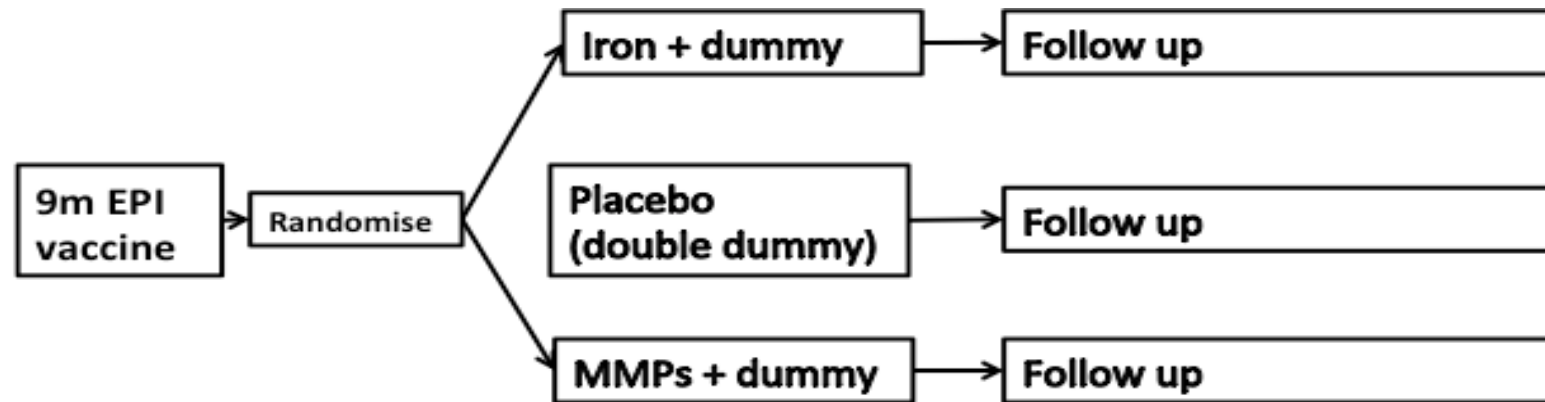 Iron + dummy
Follow up
9m EPI
vaccine
Randomise
Placebo
(double dummy)
Follow up
MMPs + dummy
Follow up